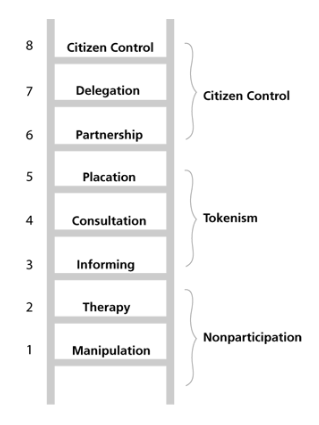 8 Citizen Control
7 Delegation
Citizen Control
6 Partnership
5 Placation
4 Consultation
Tokenism
3 Informing
2 Therapy
Nonparticipation
1 Manipulation